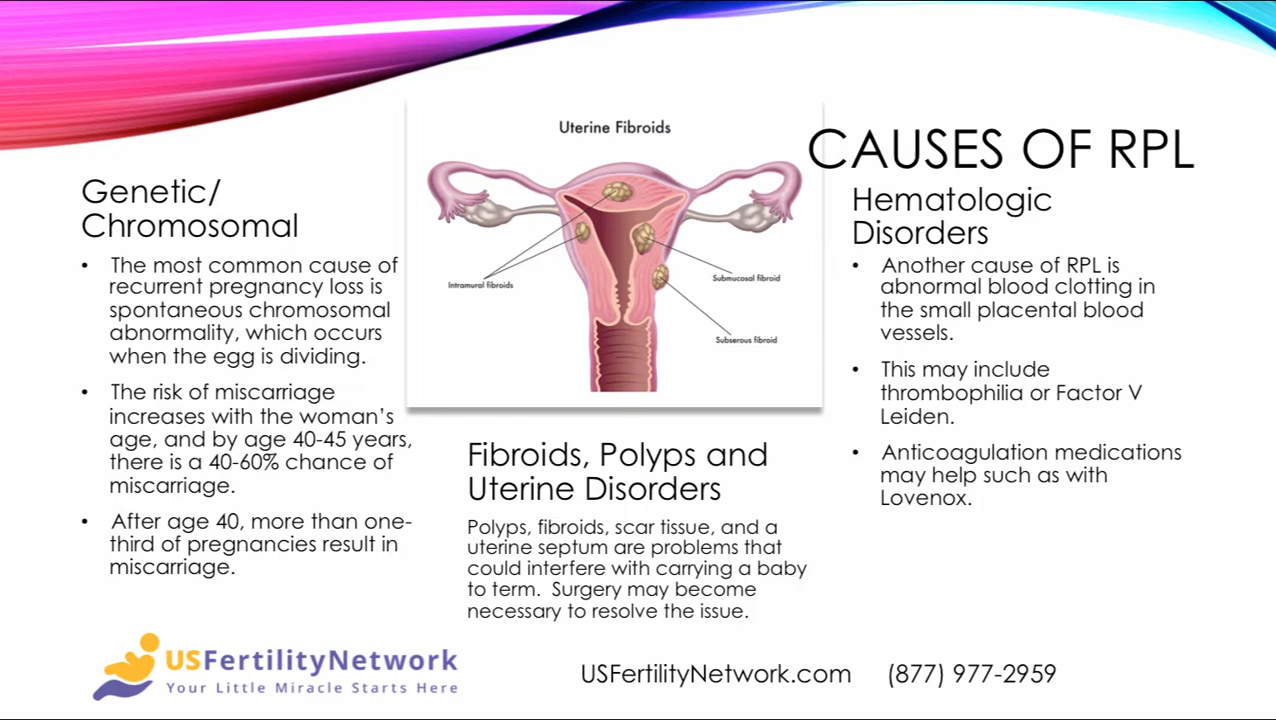 CAUSES OF RPL
Genetic/
Chromosomal
• The most common cause of
recurrent pregnancy loss is
spontaneous chromosomal
abnormality, which occurs
when the egg is dividing.
• The risk of miscarriage
increases with the woman's
age, and by age 40-45 years,
there is a 40-60% chance of
miscarriage.
• After age 40, more than one-
third of pregnancies result in
miscarriage.
Uterine Fibroids
Intramural fibroids
Submucosal fibroid
Subserous fibroid
Fibroids, Polyps and
Uterine Disorders
Polyps, fibroids, scar tissue, and a
uterine septum are problems that
could interfere with carrying a baby
to term. Surgery may become
necessary to resolve the issue.
Hematologic
Disorders
• Another cause of RPL is
abnormal blood clotting in
the small placental blood
vessels.
• This may include
thrombophilia or Factor V
Leiden.
• Anticoagulation medications
may help such as with
Lovenox.
USFertilityNetwork
Your Little Miracle Starts Here
USFertilityNetwork.com (877) 977-2959